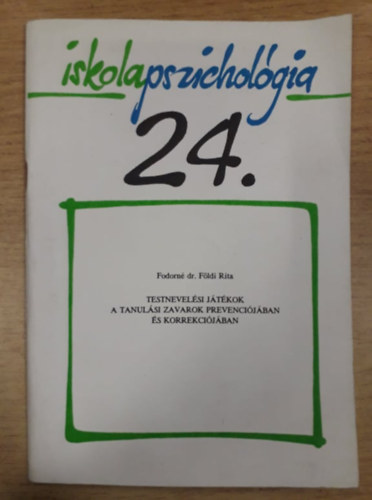 iskolapszichológia
24.
Fodorné dr. Földi Rita
TESTNEVELÉSI JÁTÉKOK
A TANULÁSI ZAVAROK PREVENCIÓJÁBAN
ÉS KORREKCIÓJÁBAN